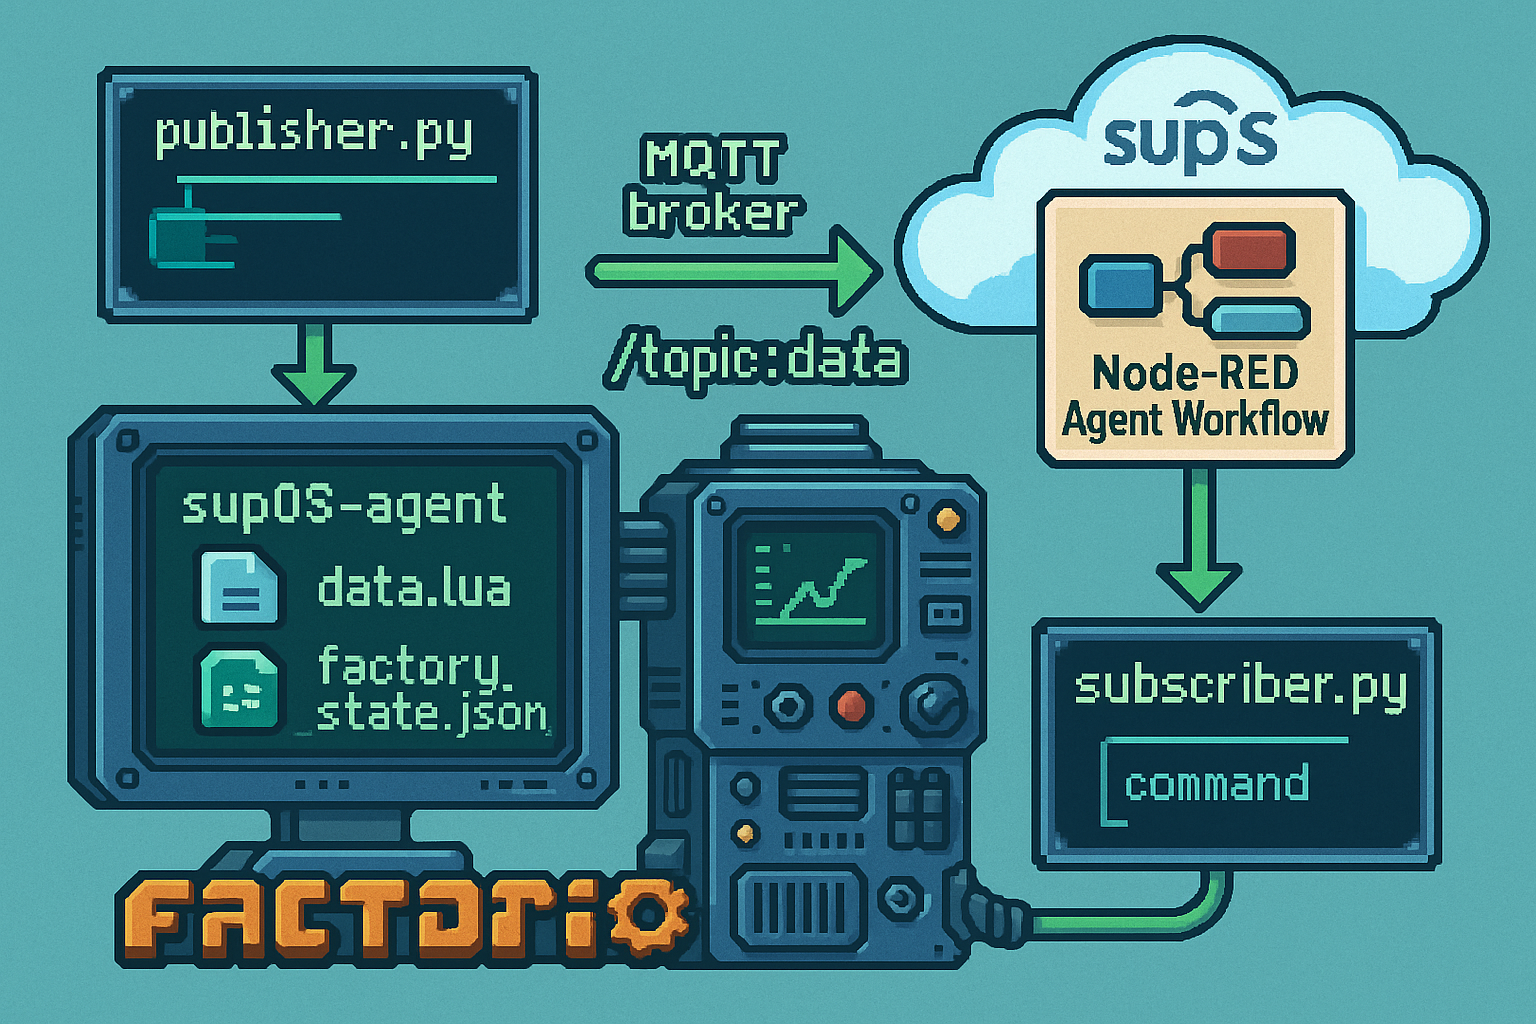 publisher.py
MQTT
broker
/topic:data
supS
Node-RED
Agent Workflow
supOS-agent
data.lua
factory_
state.json
subscriber.py
command
FACTORIO